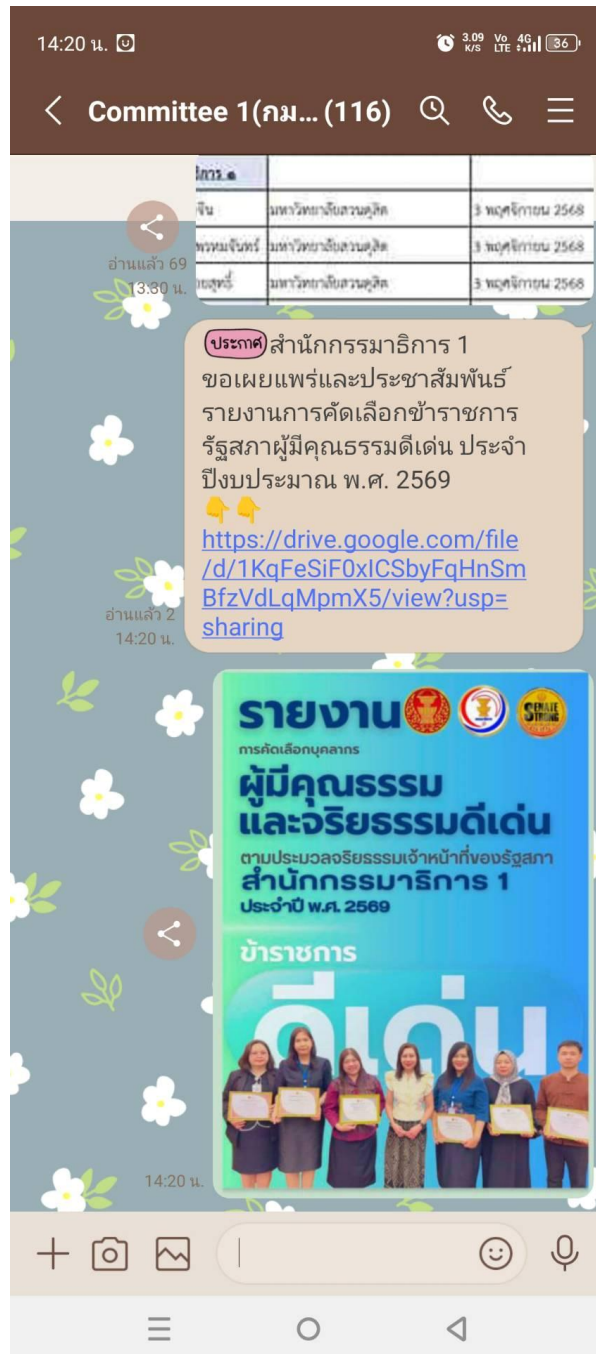 14:20 น.
3.09 K/S Vo LTE 4G 36
Committee 1(กม... (116)
มหาวิทยาลัยสวนดุสิต 3 พฤศจิกายน 2568
มหาวิทยาลัยสวนดุสิต 3 พฤศจิกายน 2568
มหาวิทยาลัยสวนดุสิต 3 พฤศจิกายน 2568
อ่านแล้ว 69
13:30 น.
ประกาศ สำนักกรรมาธิการ 1
ขอเผยแพร่และประชาสัมพันธ์
รายงานการคัดเลือกข้าราชการ
รัฐสภาผู้มีคุณธรรมดีเด่น ประจำ
ปีงบประมาณ พ.ศ. 2569
https://drive.google.com/file
/d/1KqFeSiF0xICSbyFqHnSm
BfzVdLqMpmX5/view?usp=
sharing
อ่านแล้ว 2
14:20 น.
รายงาน
SENATE
STRONG
การคัดเลือกบุคลากร
ผู้มีคุณธรรม
และจริยธรรมดีเด่น
ตามประมวลจริยธรรมเจ้าหน้าที่ของรัฐสภา
สำนักกรรมาธิการ 1
ประจำปี พ.ศ. 2569
ข้าราชการ
ดีเด่น
14:20 น.